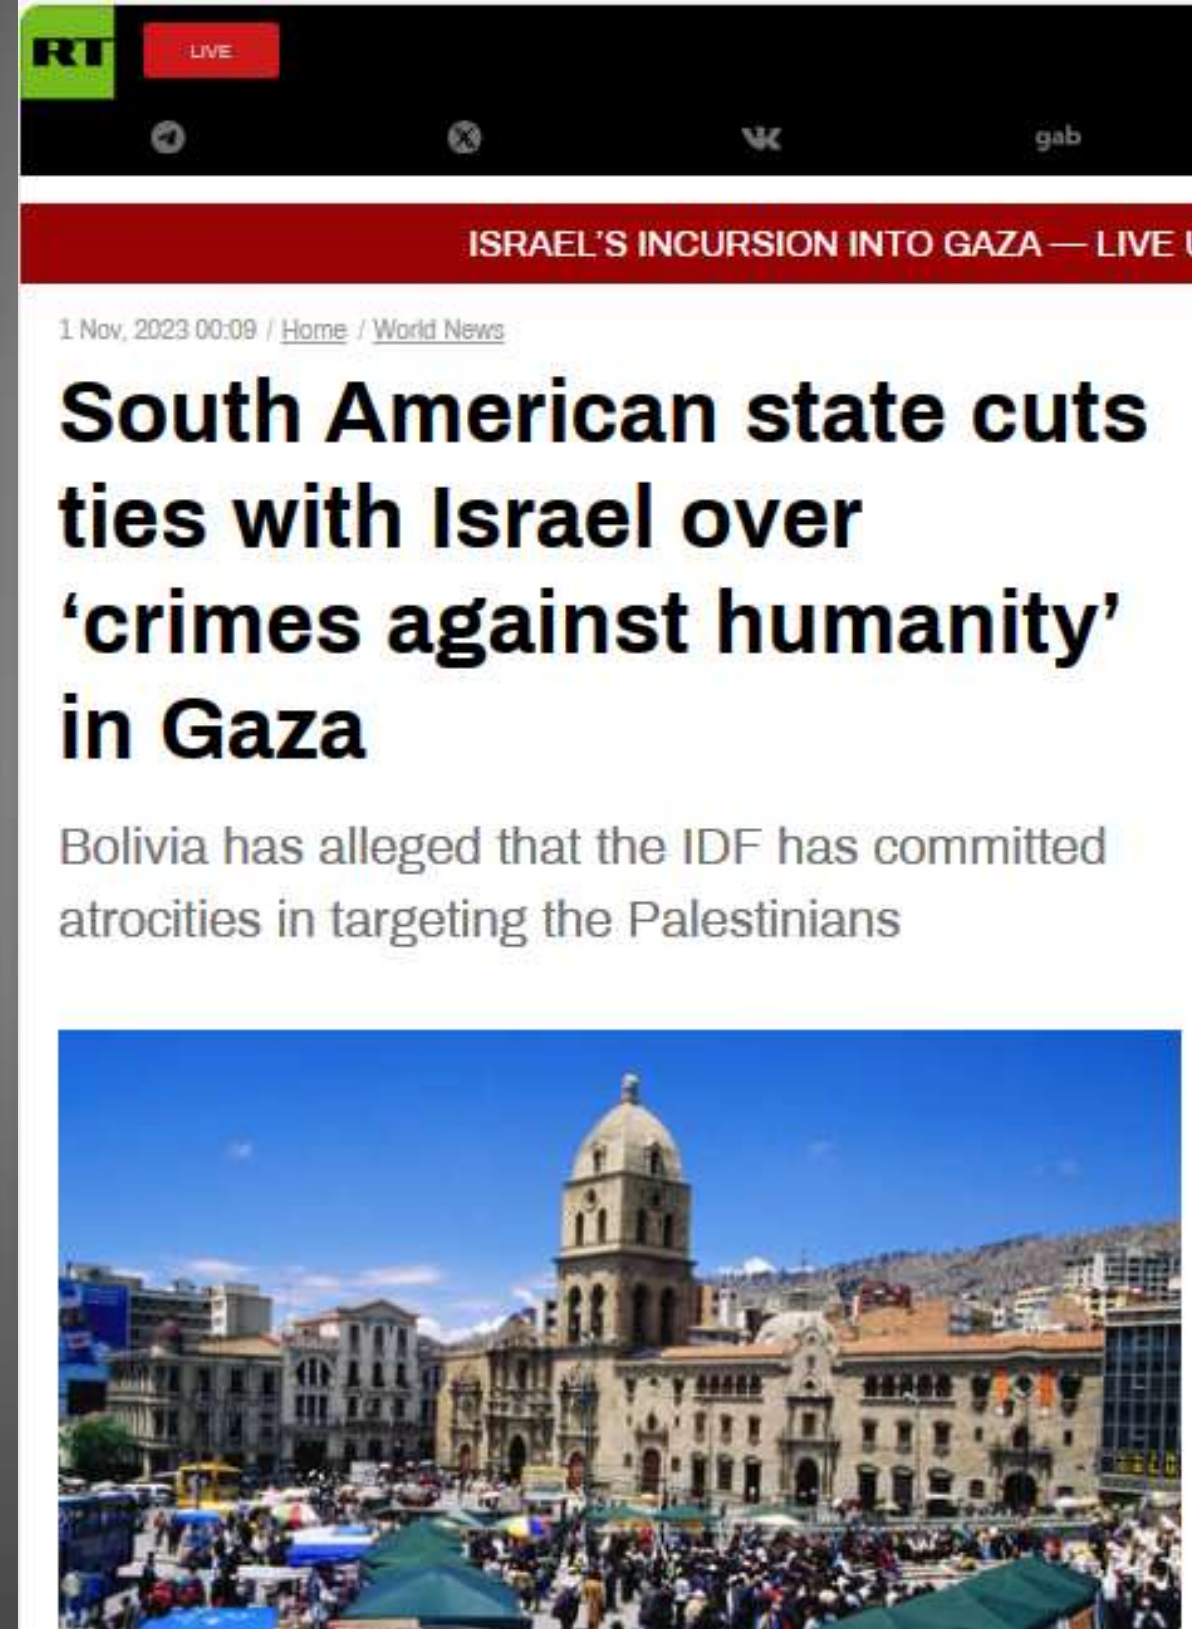 RT
LIVE
gab
ISRAEL'S INCURSION INTO GAZA — LIVE
1 Nov, 2023 00:09 / Home / World News
South American state cuts
ties with Israel over
‘crimes against humanity’
in Gaza
Bolivia has alleged that the IDF has committed
atrocities in targeting the Palestinians